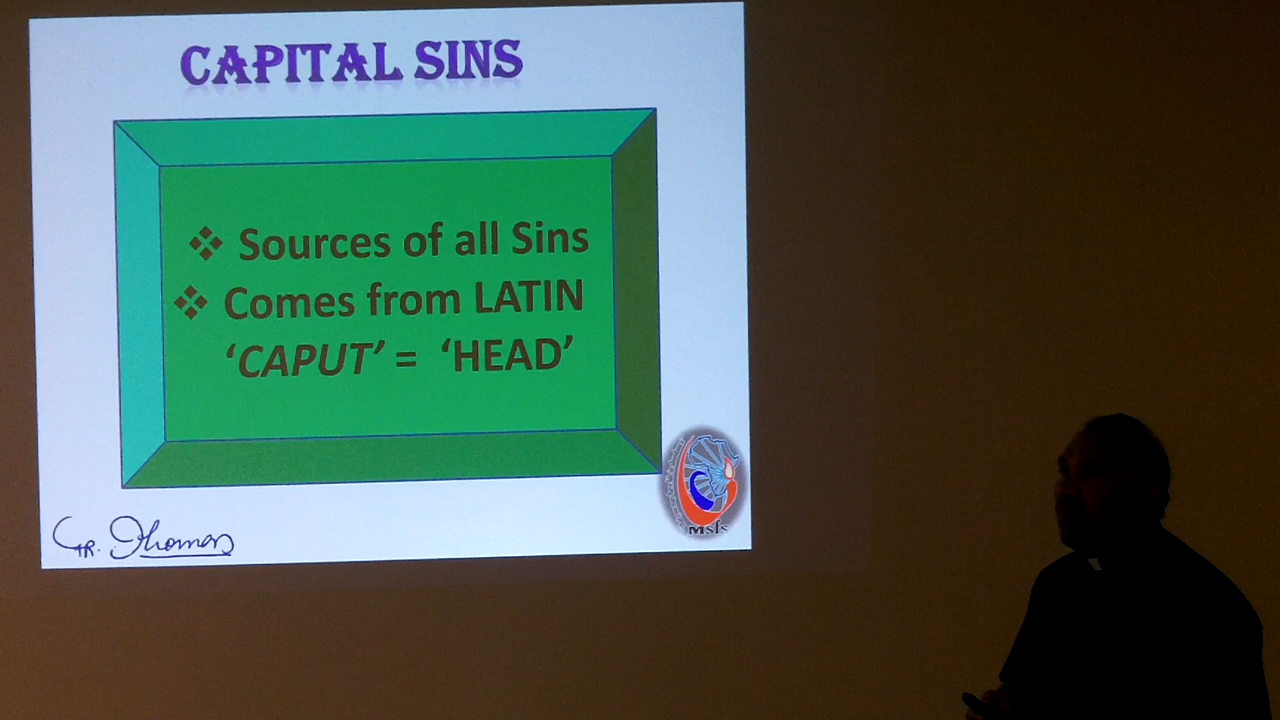 CAPITAL SINS
❖ Sources of all Sins
❖ Comes from LATIN
‘CAPUT’ = ‘HEAD’
Msfs
FR. Thomas